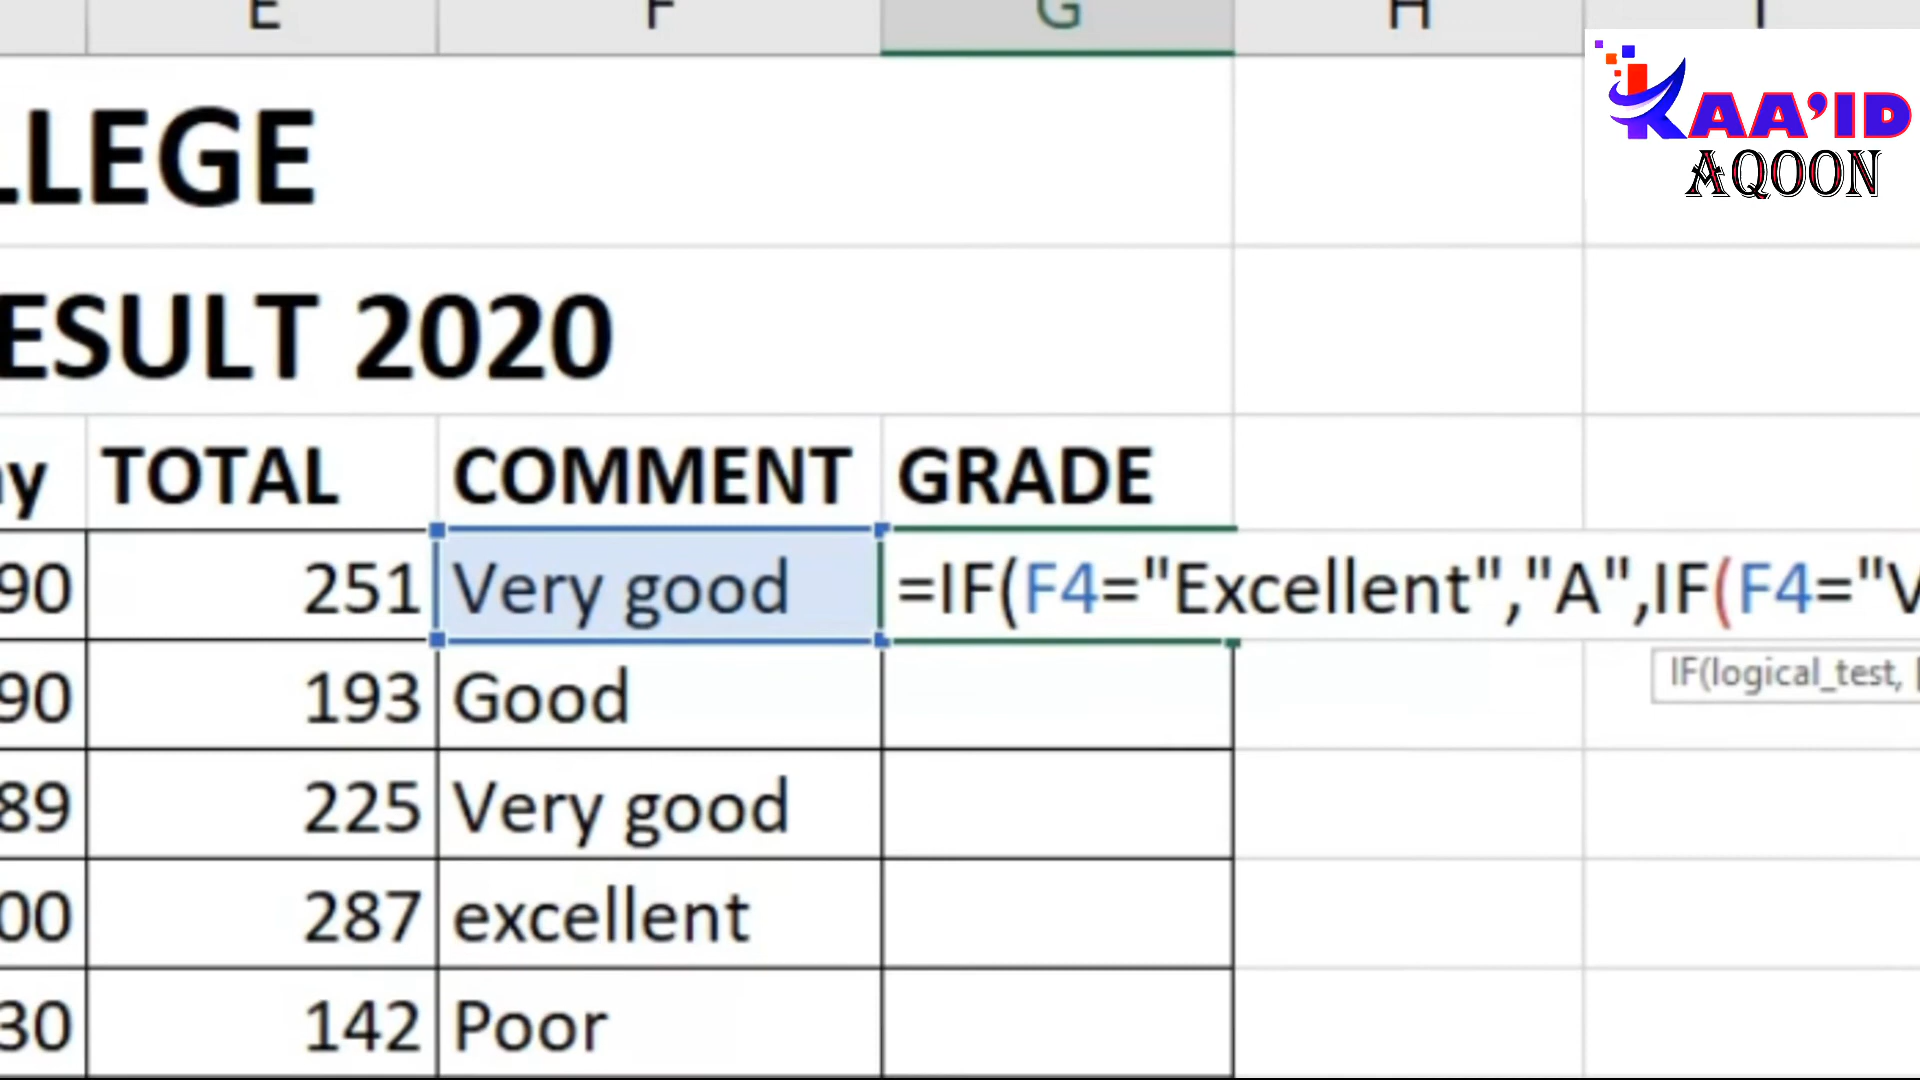 E F G H I
KAA'ID
AQOON
LLEGE
ESULT 2020
ay TOTAL COMMENT GRADE
90 251 Very good =IF(F4="Excellent","A",IF(F4="V
IF(logical_test, [
90 193 Good
89 225 Very good
00 287 excellent
30 142 Poor